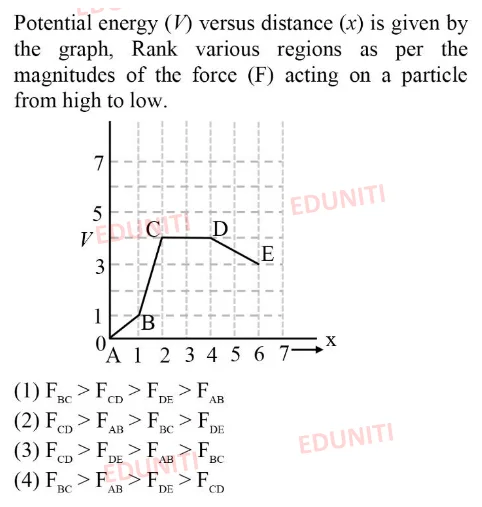 Potential energy (V) versus distance (x) is given by
the graph, Rank various regions as per the
magnitudes of the force (F) acting on a particle
from high to low.
7
5
EDUNITI
V
EDUNITI
C
D
3
E
1
B
0
x
A 1 2 3 4 5 6 7
(1) F_BC > F_CD > F_DE > F_AB
(2) F_CD > F_AB > F_BC > F_DE
(3) F_CD > F_DE > F_AB > F_BC
EDUNITI
EDUNITI
(4) F_BC > F_AB > F_DE > F_CD